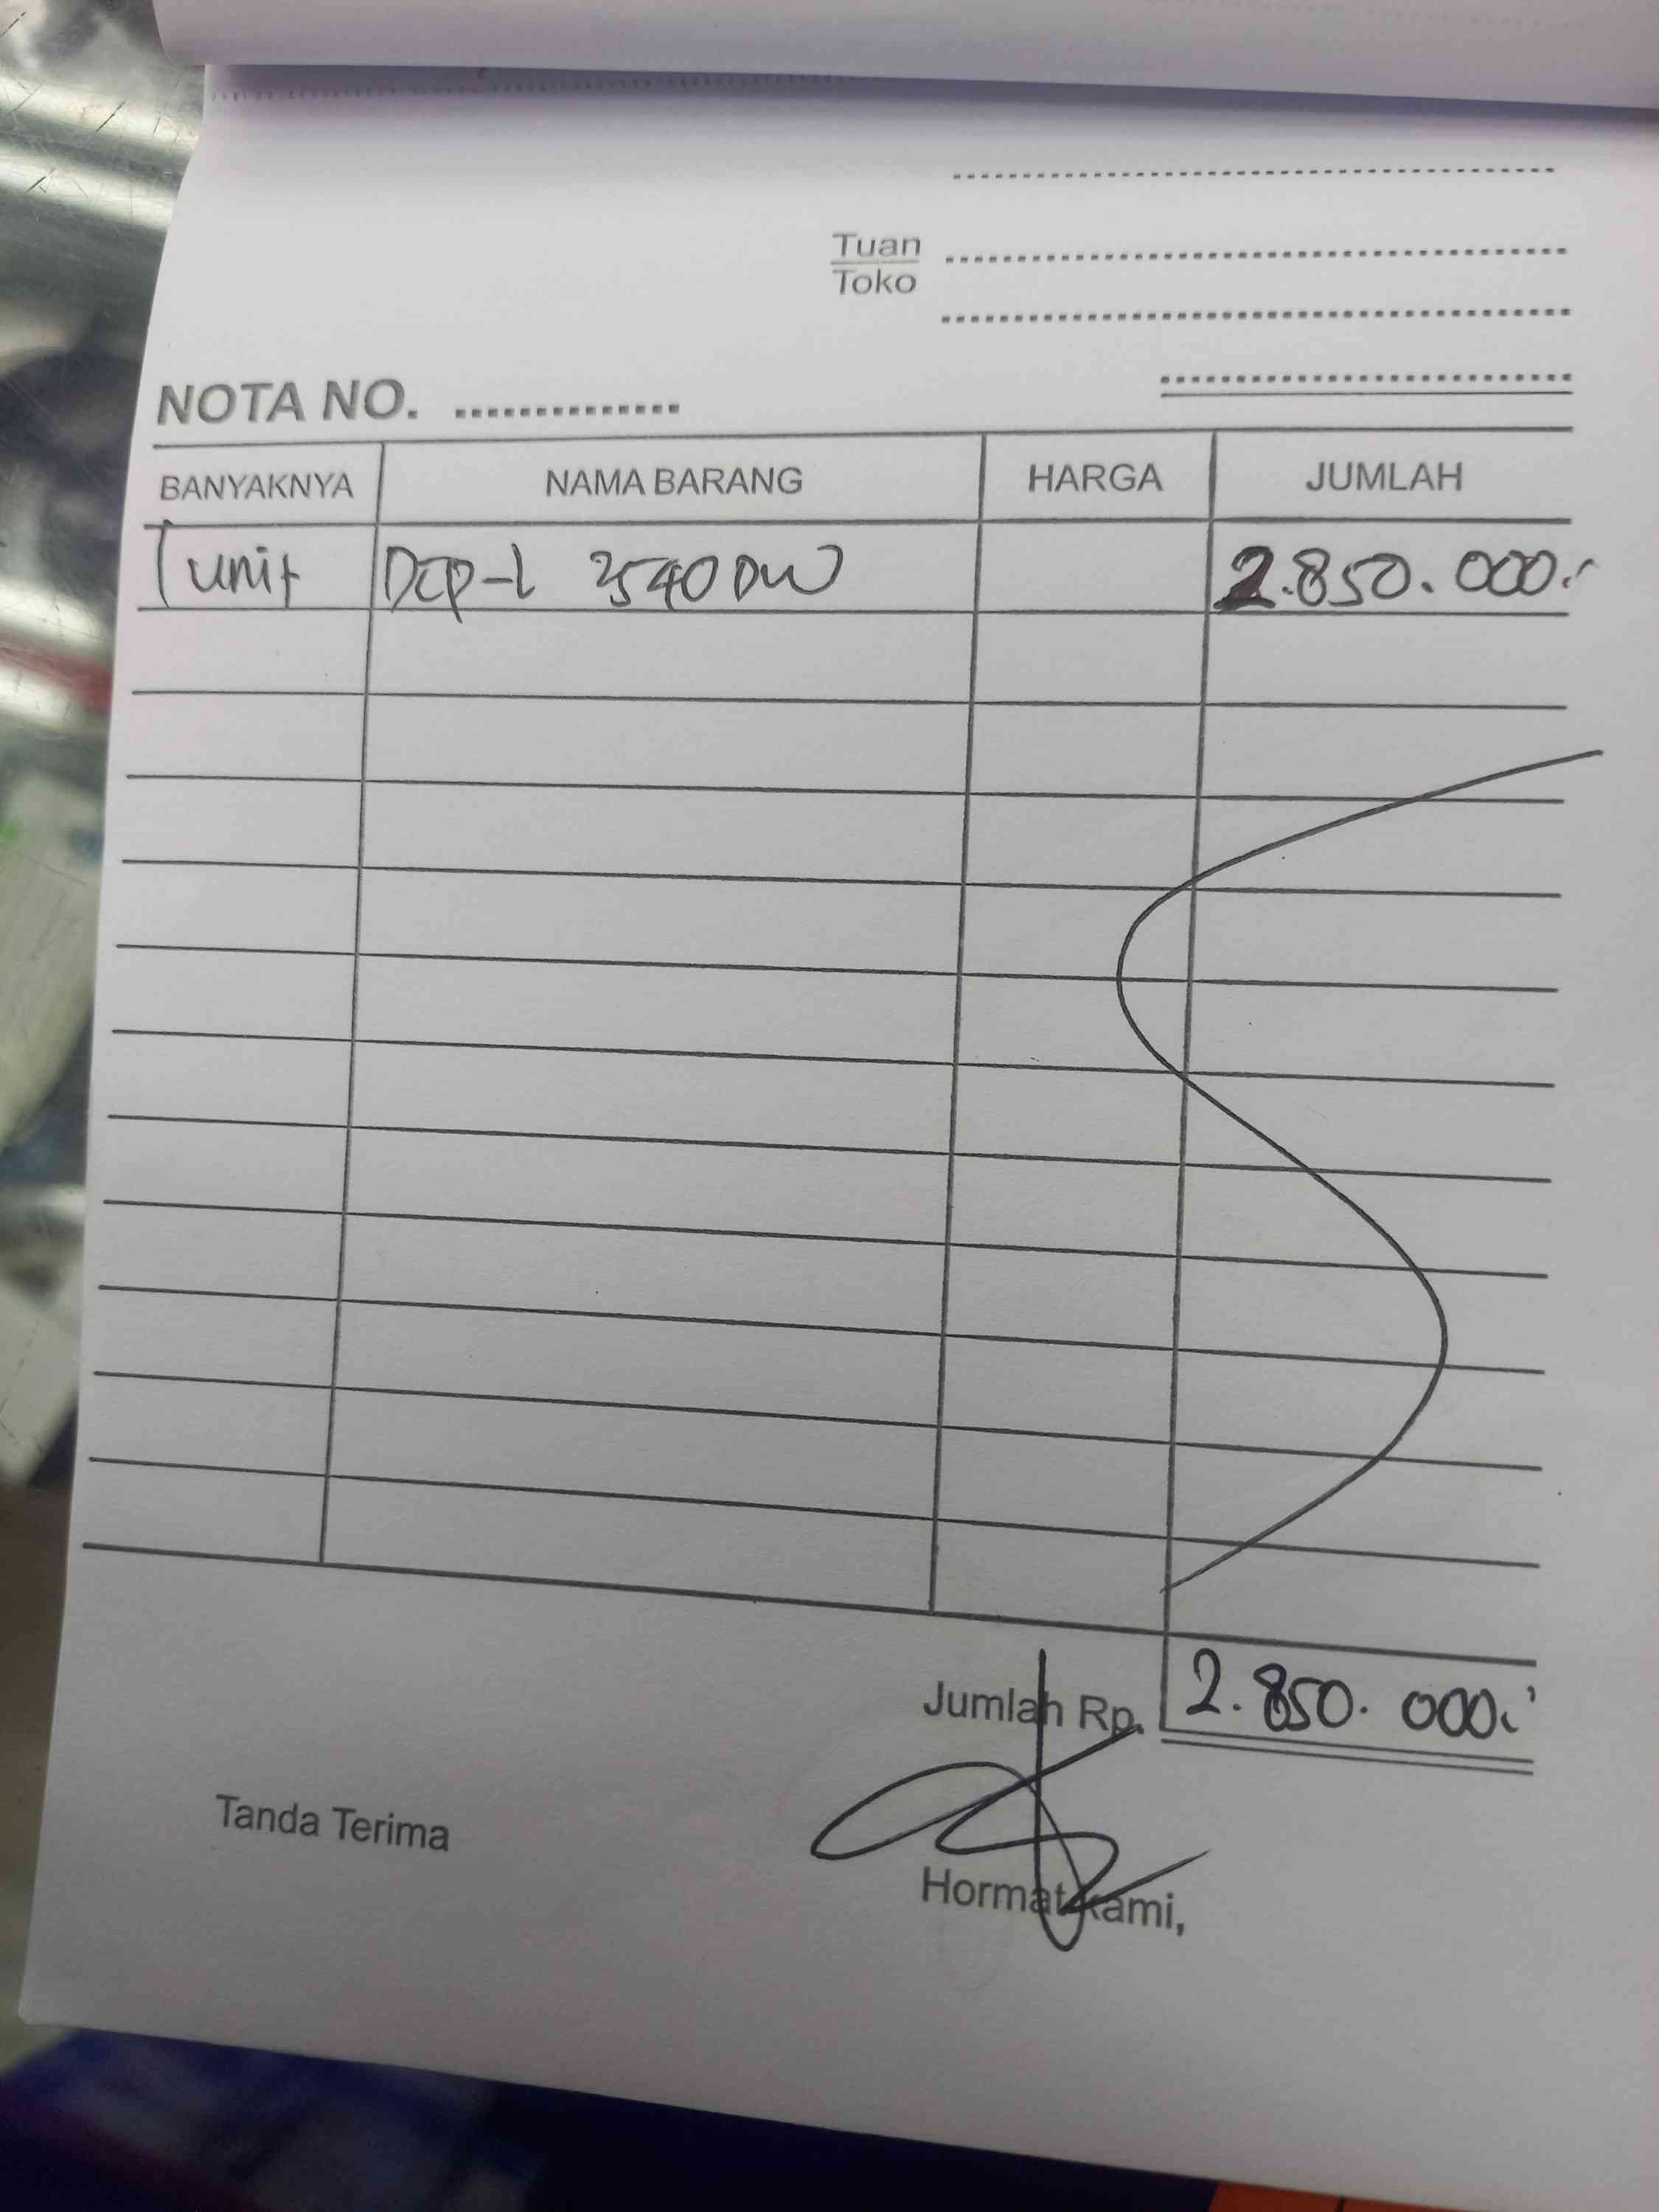 Tuan
Toko
NOTA NO. ..............
BANYAKNYA NAMA BARANG HARGA JUMLAH
1 unit DCP-L 2540 DW 2.850.000.-
Jumlah Rp. 2.850.000.-
Tanda Terima
Hormat kami,